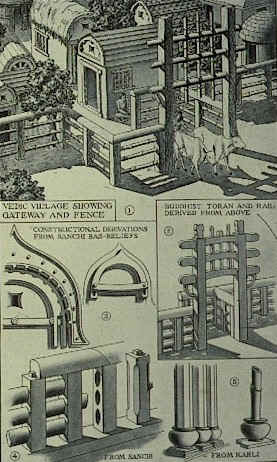 VEDIC VILLAGE SHOWING
GATEWAY AND FENCE
1
BUDDHIST TORAN AND RAIL
DERIVED FROM ABOVE
CONSTRUCTIONAL DERIVATIONS
FROM SANCHI BAS-RELIEFS
2
3
4
FROM SANCHI
5
FROM KARLI